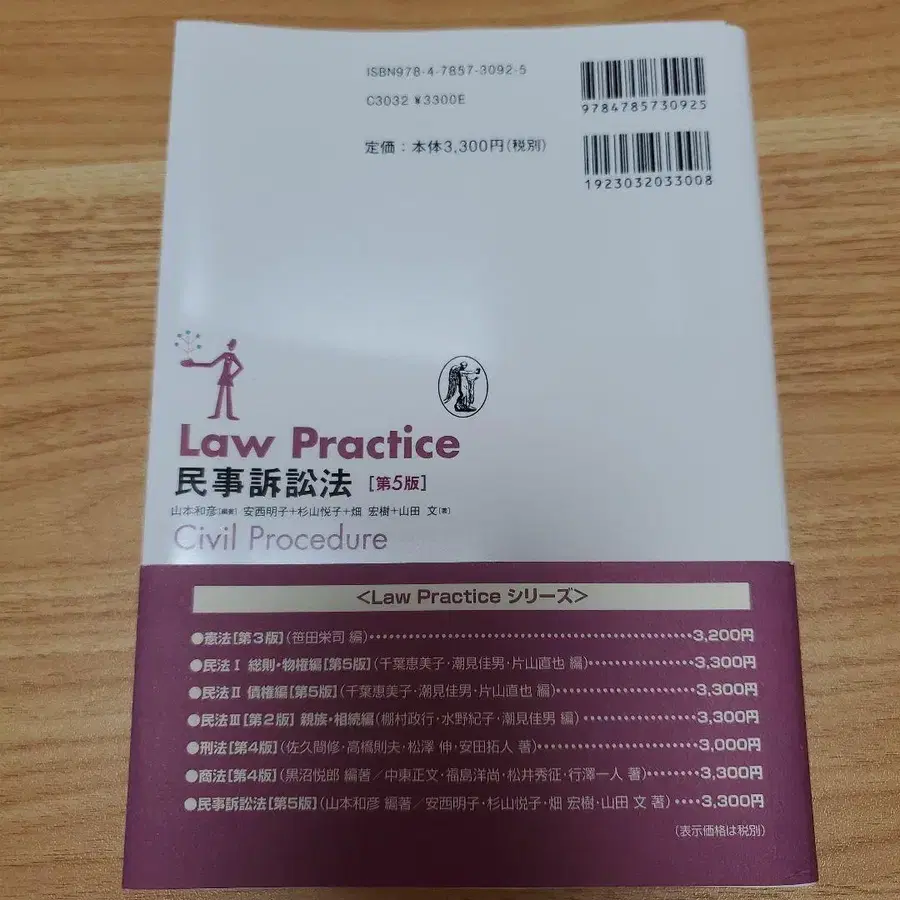 ISBN978-4-7857-3092-5
C3032 ¥3300E
定価：本体3,300円(税別)
9784785730925
1923032033008
Law Practice
民事訴訟法［第5版］
山本和彦[編著] 安西明子+杉山悦子+畑 宏樹+山田 文[著]
Civil Procedure
<Law Practice シリーズ>
●憲法[第3版](笹田栄司 編)……………………………………3,200円
●民法Ⅰ 総則・物権編[第5版](千葉恵美子・潮見佳男・片山直也 編)…………3,300円
●民法Ⅱ 債権編[第5版](千葉恵美子・潮見佳男・片山直也 編)………………3,300円
●民法Ⅲ[第2版] 親族・相続編(棚村政行・水野紀子・潮見佳男 編)…………3,300円
●刑法[第4版](佐久間修・高橋則夫・松澤 伸・安田拓人 著)………………3,000円
●商法[第4版](黒沼悦郎 編著／中東正文・福島洋尚・松井秀征・行澤一人 著)……3,300円
●民事訴訟法[第5版](山本和彦 編著／安西明子・杉山悦子・畑 宏樹・山田 文 著)‥‥3,300円
(表示価格は税別)